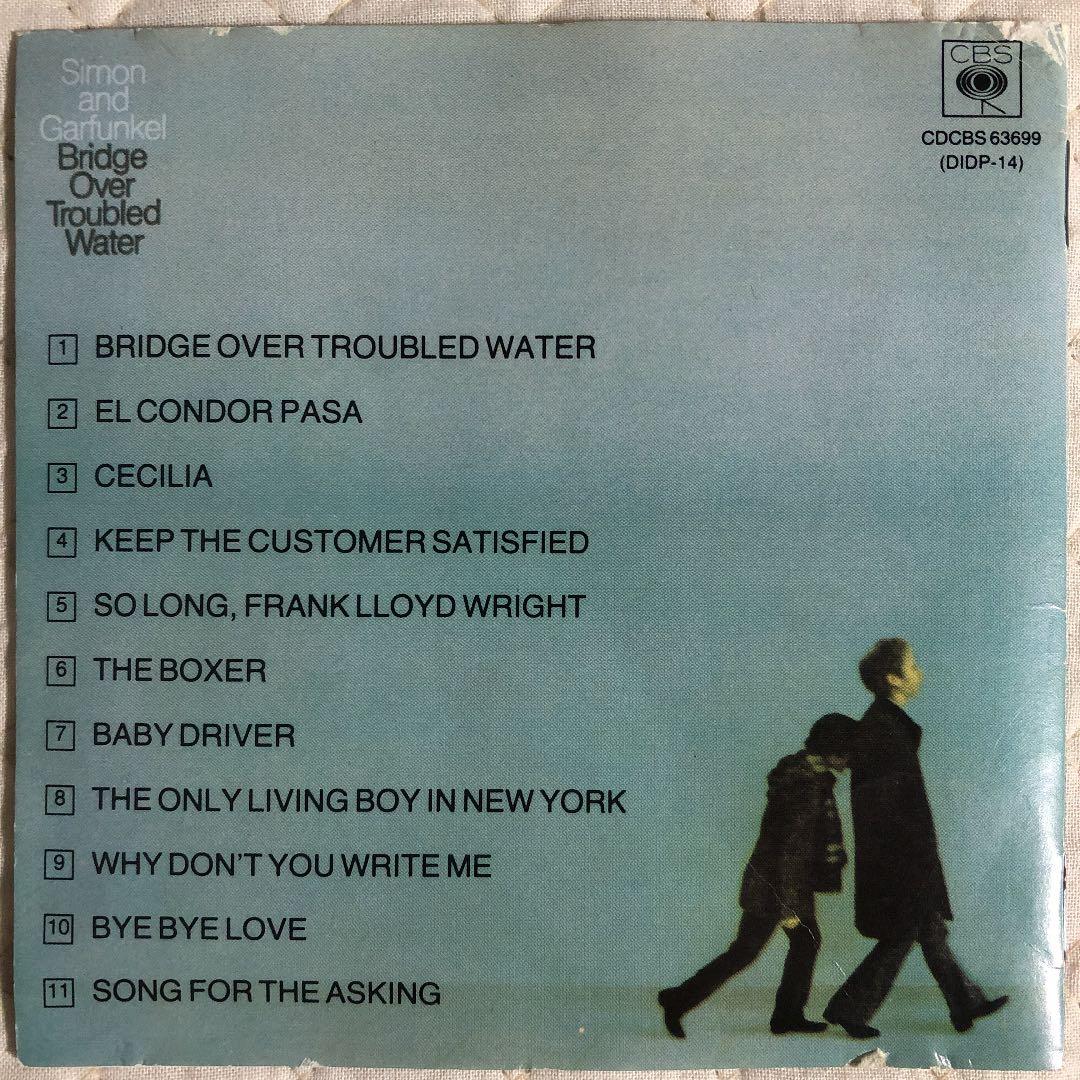 Simon
and
Garfunkel
Bridge
Over
Troubled
Water
CBS
CDCBS 63699
(DIDP-14)
1 BRIDGE OVER TROUBLED WATER
2 EL CONDOR PASA
3 CECILIA
4 KEEP THE CUSTOMER SATISFIED
5 SO LONG, FRANK LLOYD WRIGHT
6 THE BOXER
7 BABY DRIVER
8 THE ONLY LIVING BOY IN NEW YORK
9 WHY DON'T YOU WRITE ME
10 BYE BYE LOVE
11 SONG FOR THE ASKING